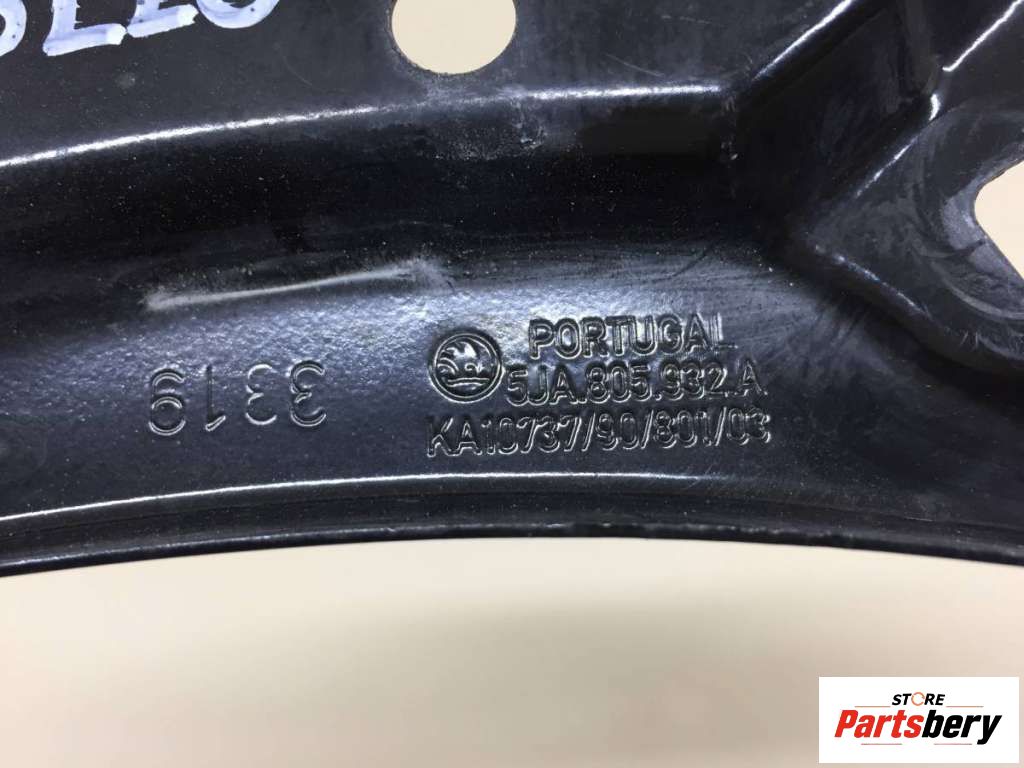 PORTUGAL
5JA.805.932.A
KA10737/90/801/03
3319
STORE
Partsbery